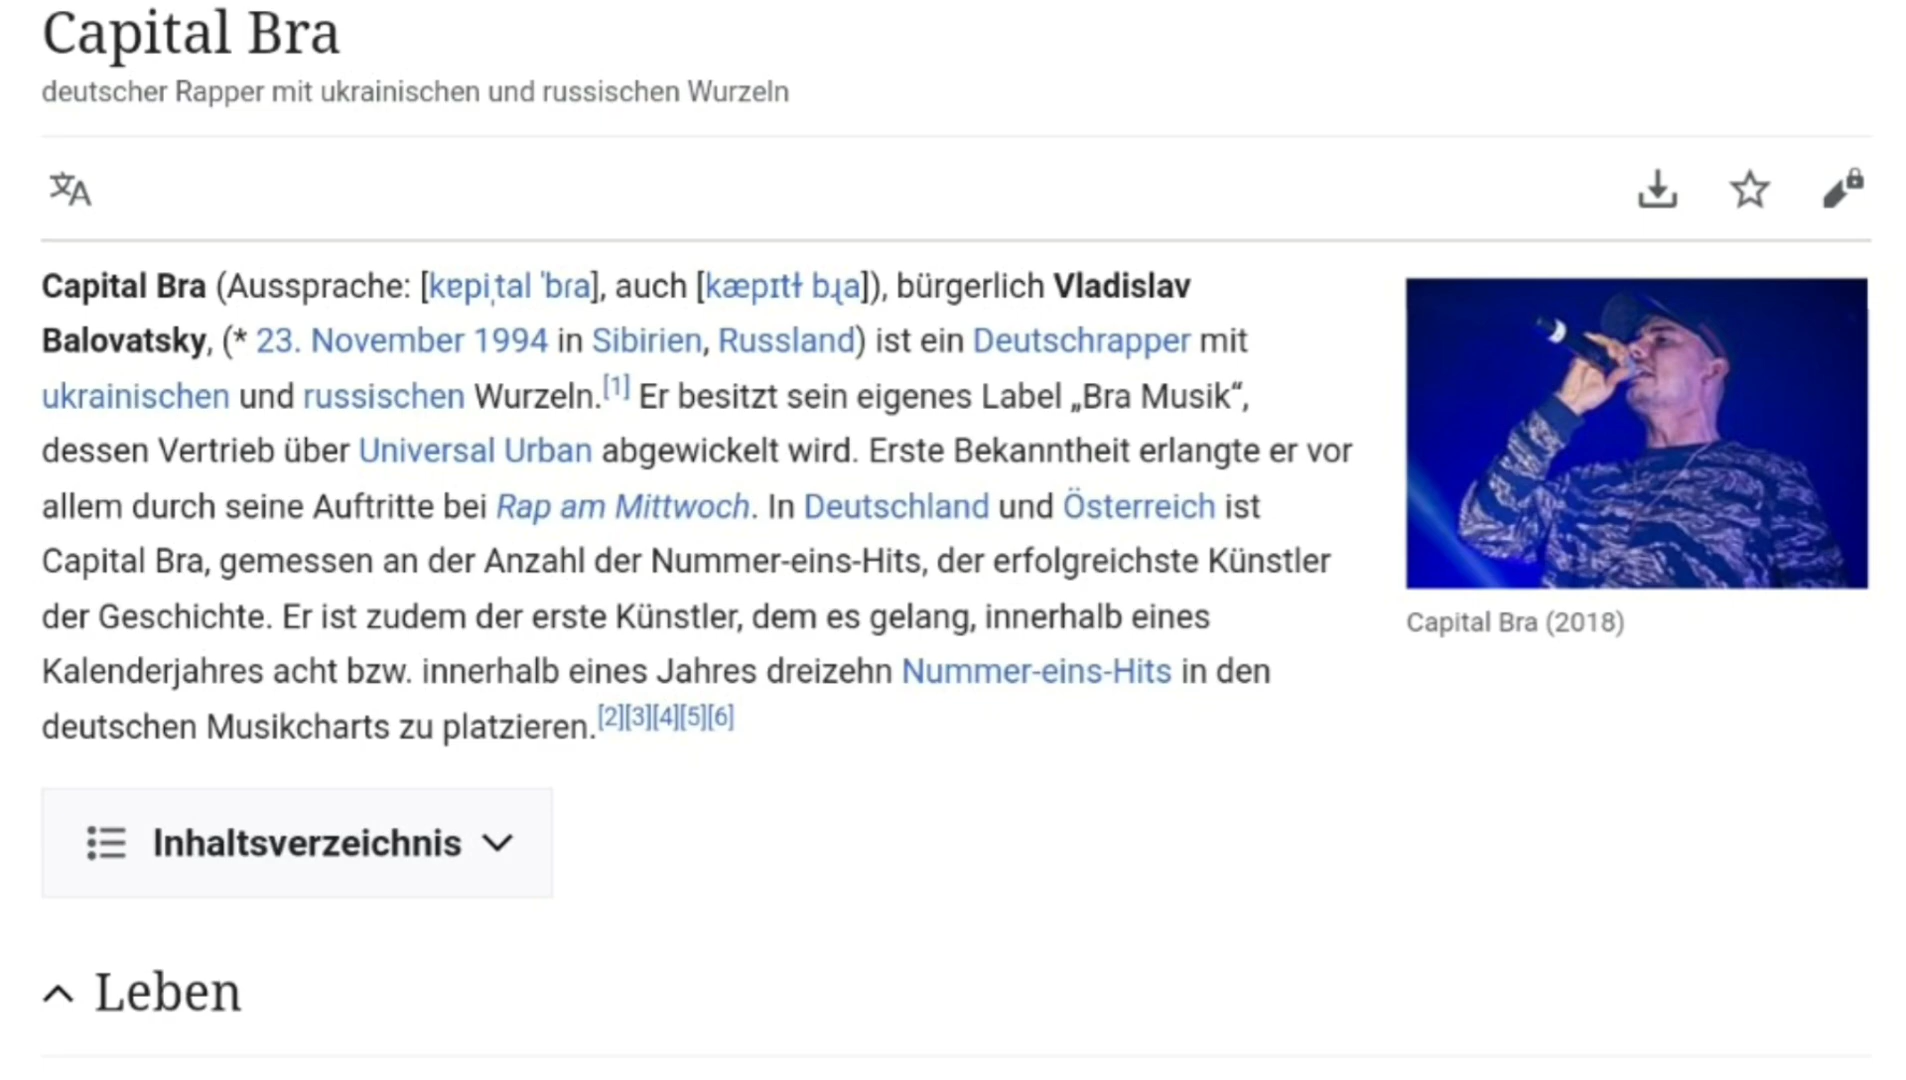 Capital Bra
deutscher Rapper mit ukrainischen und russischen Wurzeln
Capital Bra (Aussprache: [kɐpiˌtal ˈbɾa], auch [kæpɪtɫ bɻa]), bürgerlich Vladislav
Balovatsky, (* 23. November 1994 in Sibirien, Russland) ist ein Deutschrapper mit
ukrainischen und russischen Wurzeln.[1] Er besitzt sein eigenes Label „Bra Musik“,
dessen Vertrieb über Universal Urban abgewickelt wird. Erste Bekanntheit erlangte er vor
allem durch seine Auftritte bei Rap am Mittwoch. In Deutschland und Österreich ist
Capital Bra, gemessen an der Anzahl der Nummer-eins-Hits, der erfolgreichste Künstler
der Geschichte. Er ist zudem der erste Künstler, dem es gelang, innerhalb eines
Kalenderjahres acht bzw. innerhalb eines Jahres dreizehn Nummer-eins-Hits in den
deutschen Musikcharts zu platzieren.[2][3][4][5][6]
Capital Bra (2018)
Inhaltsverzeichnis
Leben